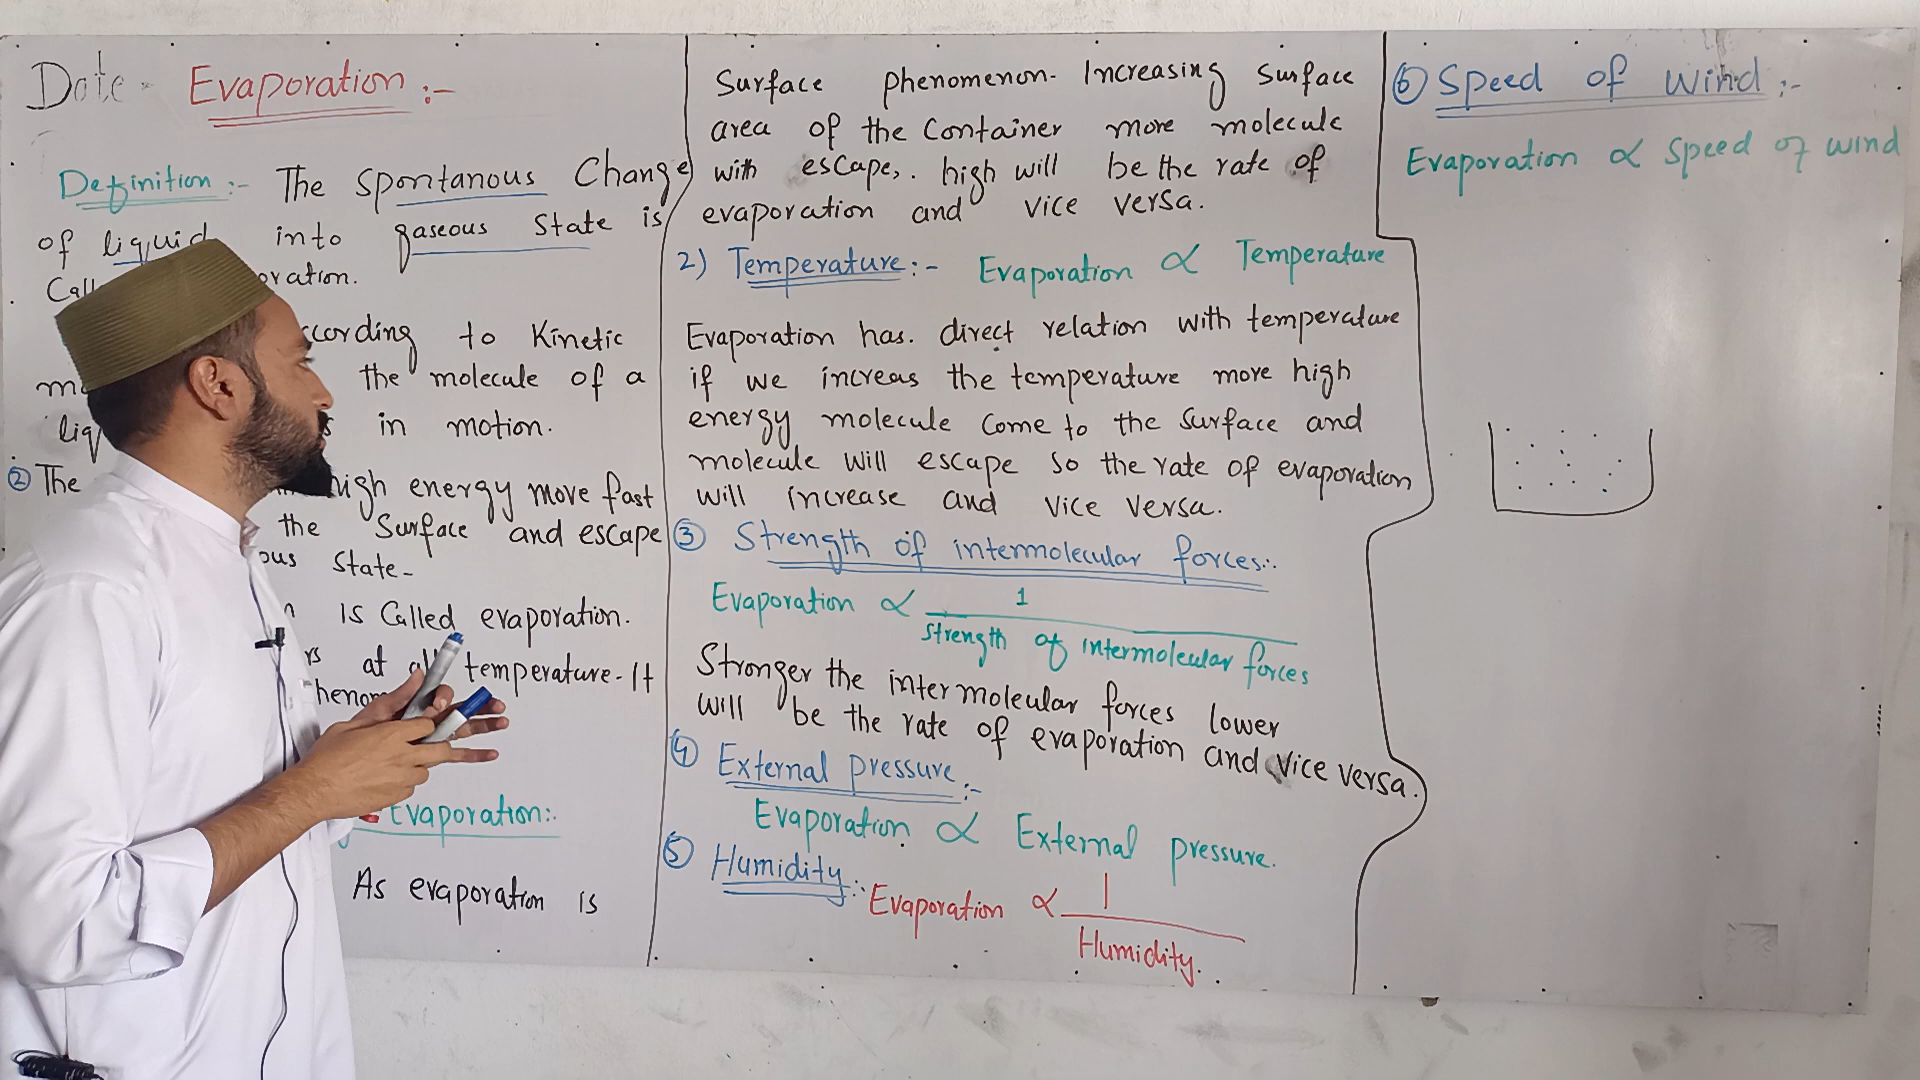 Date - Evaporation :-
Definition :- The Spontanous Change
of liquid into gaseous State is
oration.
ccording to Kinetic
the molecule of a
in motion.
② The high energy move fast
the Surface and escape
ous State-
is Called evaporation.
rs at all temperature. It
henom
Evaporation:.
As evaporation is
Surface phenomenon. Increasing Surface
area of the Container more molecule
with escape,. high will be the rate of
evaporation and vice versa.
2) Temperature:- Evaporation ∝ Temperature
Evaporation has. direct relation with temperature
if we increas the temperature more high
energy molecule Come to the Surface and
molecule will escape so the rate of evaporation
will increase and vice versa.
③ Strength of intermolecular forces:.
Evaporation ∝ 1
Strength of intermolecular forces
Stronger the intermolecular forces lower
will be the rate of evaporation and vice versa.
④ External pressure :-
Evaporation ∝ External pressure.
⑤ Humidity:. Evaporation ∝ 1
Humidity.
⑥ Speed of Wind :-
Evaporation ∝ Speed of wind